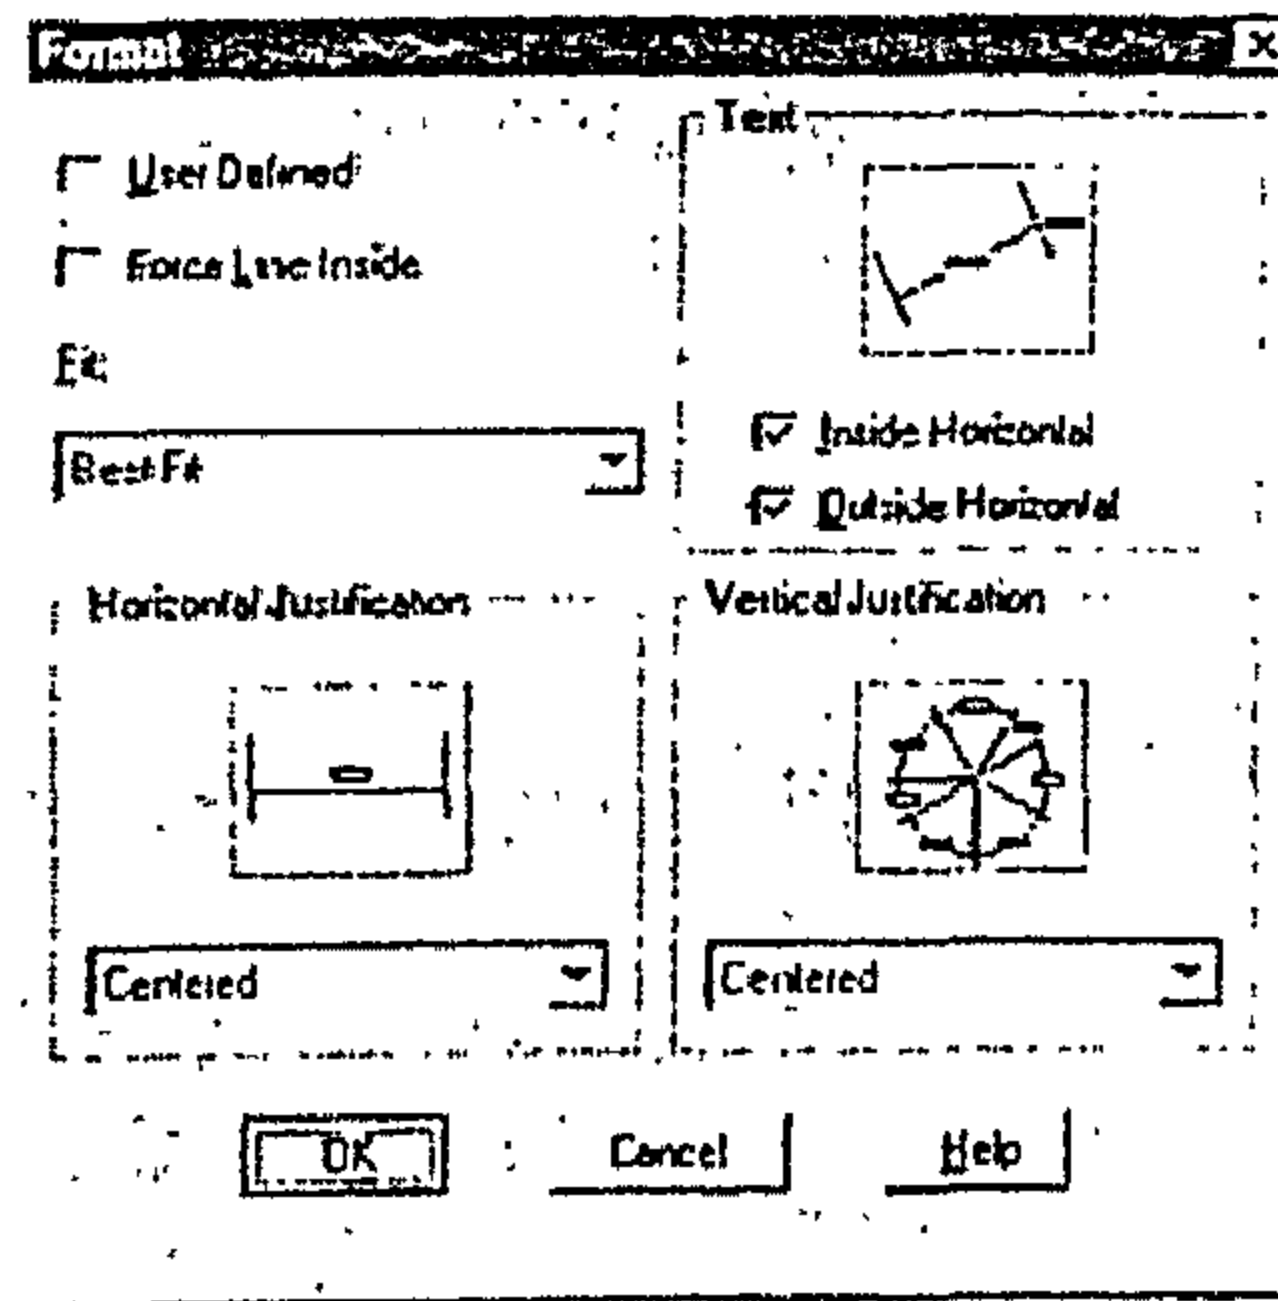 Format
User Defined
Force Line Inside
Fit:
Best Fit
Text
Inside Horizontal
Outside Horizontal
Horizontal Justification
Centered
Vertical Justification
Centered
OK
Cancel
Help